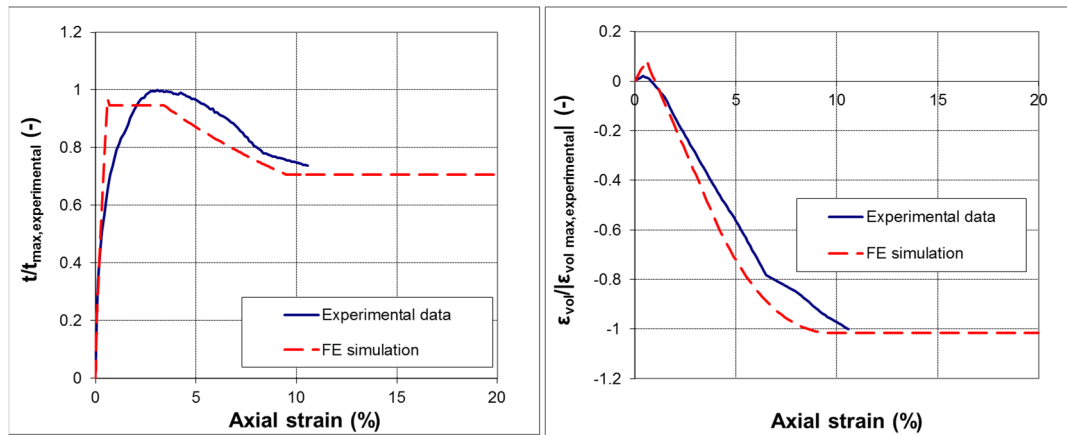 t/t_max,experimental (-)
1.2
1
0.8
0.6
0.4
0.2
0
0 5 10 15 20
Axial strain (%)
Experimental data
FE simulation
ε_vol/|ε_vol max,experimental| (-)
0.2
0
-0.2
-0.4
-0.6
-0.8
-1
-1.2
0 5 10 15 20
Axial strain (%)
Experimental data
FE simulation